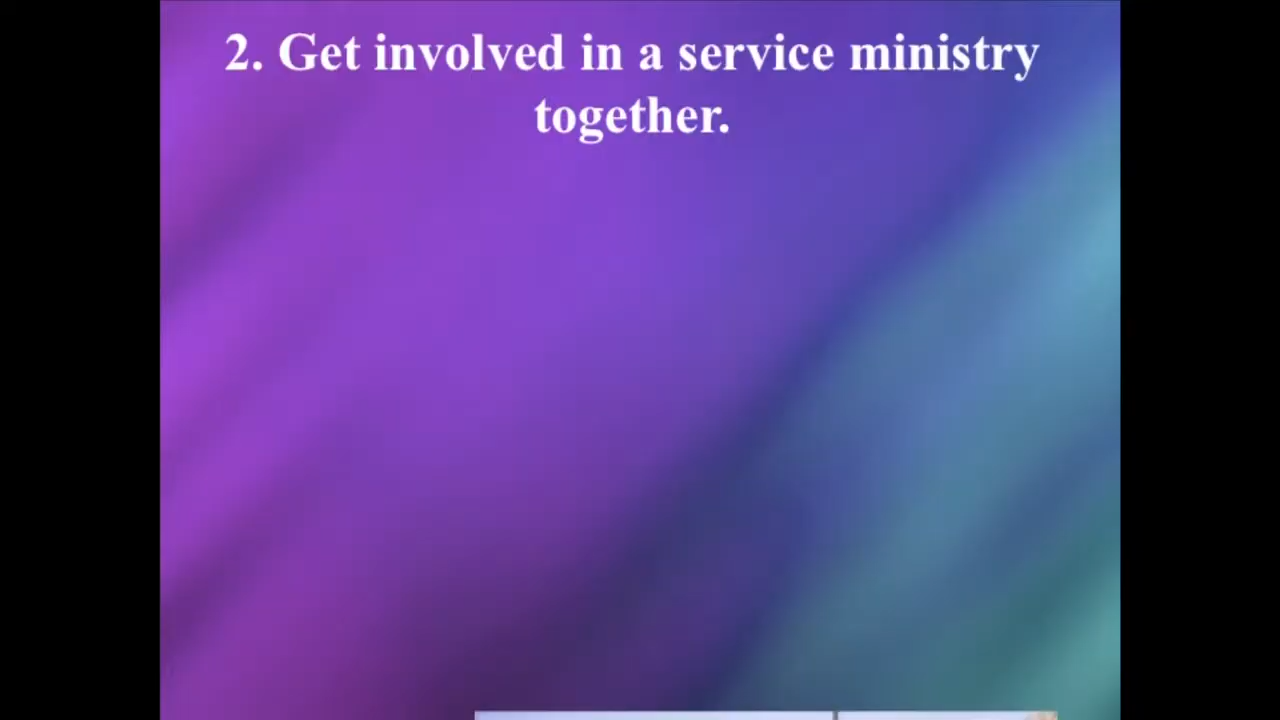 2. Get involved in a service ministry
together.